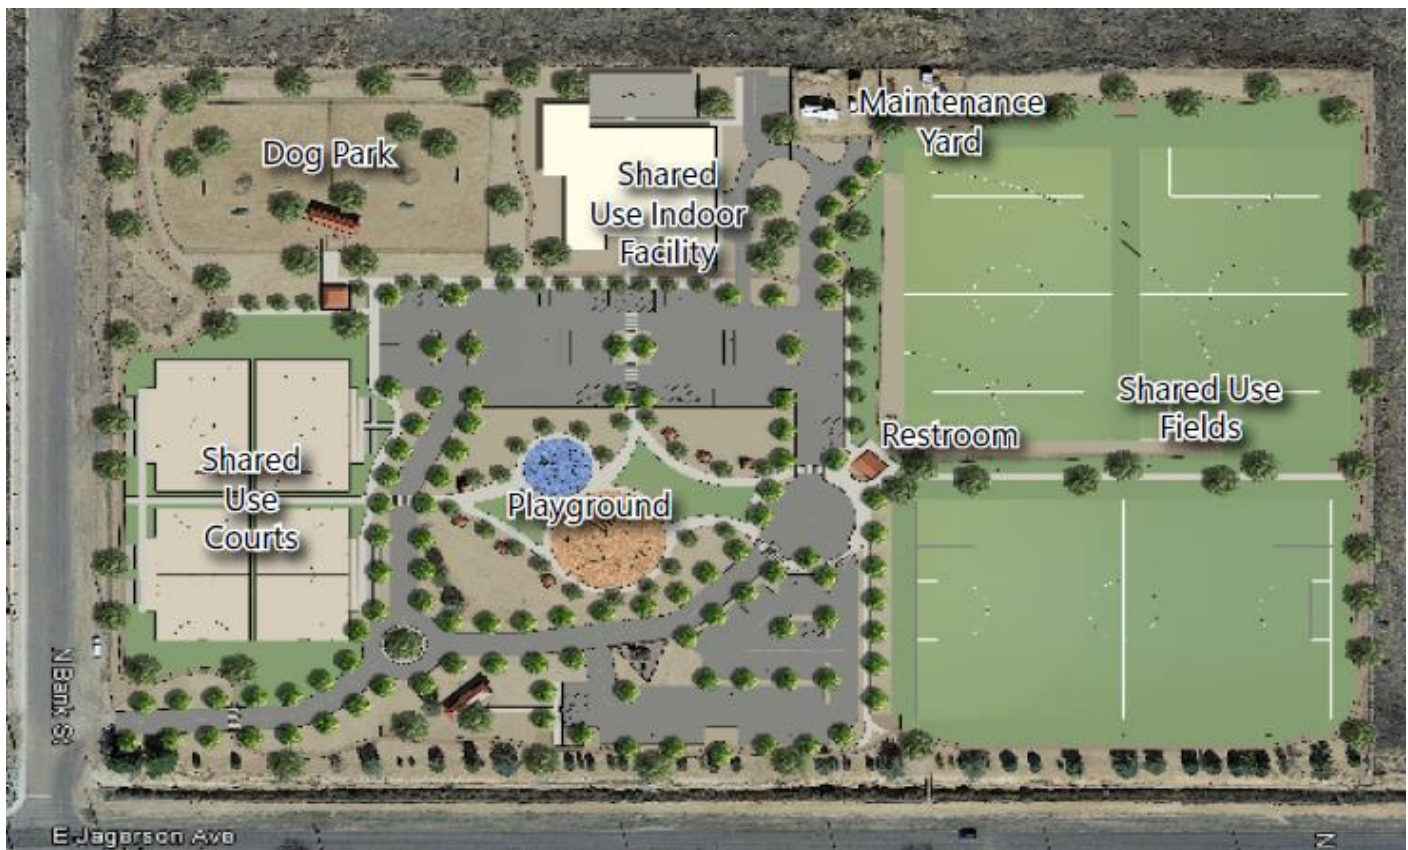 Dog Park
Maintenance
Yard
Shared
Use Indoor
Facility
Shared Use
Fields
Restroom
Shared
Use
Courts
Playground
N Bank St
E Jagerson Ave
N